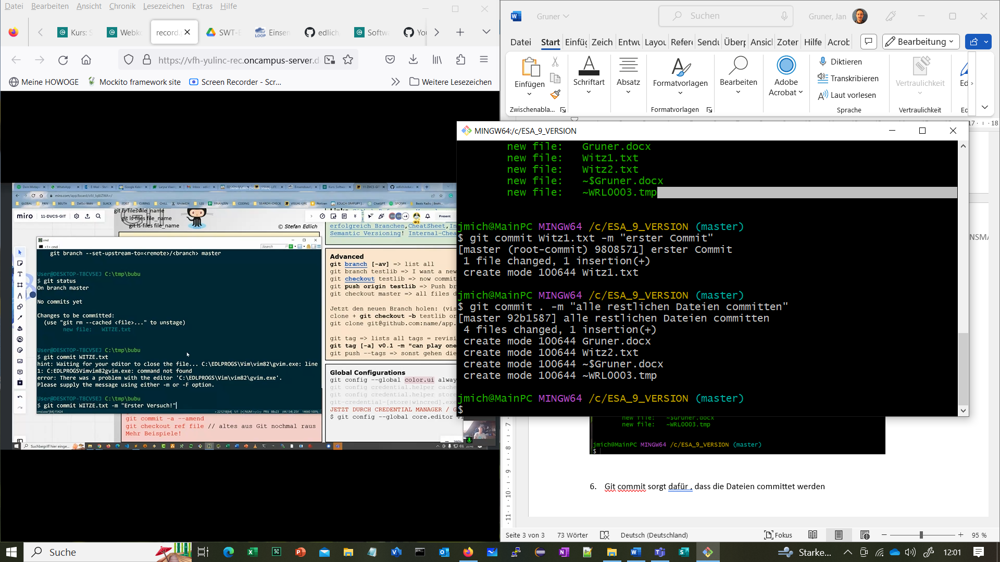 Datei Bearbeiten Ansicht Chronik Lesezeichen Extras Hilfe
Kurs: S
Webk
record.
SWT-E
Einsen
edlich
Softw
You
https://vfh-yulinc-rec.oncampus-server.d
Meine HOWOGE
Mockito framework site
Screen Recorder - Scr...
Weitere Lesezeichen
miro
11-DVCS-GIT
git ls-files file_name
git ls-files file_name
git ls-files file_name
© Stefan Edlich
Present
erfolgreich Branchen,CheatSheet,In
Semantic Versioning! Internal-Chea
cmd
git branch --set-upstream-to=<remote>/<branch> master
User@DESKTOP-T8CV5EJ C:\tmp\bubu
$ git status
On branch master
No commits yet
Changes to be committed:
(use "git rm --cached <file>..." to unstage)
new file: WITZE.txt
User@DESKTOP-T8CV5EJ C:\tmp\bubu
$ git commit WITZE.txt
hint: Waiting for your editor to close the file... C:\EDLPROGS\Vim\vim82\gvim.exe: line
1: C:EDLPROGSVimvim82gvim.exe: command not found
error: There was a problem with the editor 'C:\EDLPROGS\Vim\vim82\gvim.exe'.
Please supply the message using either -m or -F option.
User@DESKTOP-T8CV5EJ C:\tmp\bubu
$ git commit WITZE.txt -m "Erster Versuch!"
Advanced
git branch [-av] => list all
git branch testlib => I want a new
git checkout testlib => now commit
git push origin testlib => Push br
git checkout master => all files d
Jetzt den neuen Branch holen: (vis
clone + git checkout -b testlib or
git clone git@github.com:name/app.
git tag => lists all tags = revisi
git tag [-a] v0.1 -m "can play one
git push --tags => sonst gehen die
Global Configurations
git config --global color.ui alway
git config credential.helper cache
git config credential.helper store
git-credential-[store|wincred].exe
JETZT DURCH CREDENTIAL MANAGER / G
$ git config --global core.editor vi
git commit -a --amend
git checkout ref file // altes aus Git nochmal raus
Mehr Beispiele!
Gruner
Suchen
Gruner, Jan
Datei Start Einfüg Zeich Entwu Layou Refere Sendu Überp Ansicl Zoter Hilfe Acrob
Bearbeitung
Einfügen
Zwischenabla...
Schriftart
Absatz
Formatvorlagen
Formatvorlagen
Bearbeiten
Adobe
Acrobat
Diktieren
Transkribieren
Laut vorlesen
Sprache
Vertraulichkeit
Vertraulichkeit
Ed
Ed
17 18
MINGW64:/c/ESA_9_VERSION
new file: Gruner.docx
new file: Witz1.txt
new file: Witz2.txt
new file: ~$Gruner.docx
new file: ~WRL0003.tmp
jmich@MainPC MINGW64 /c/ESA_9_VERSION (master)
$ git commit Witz1.txt -m "erster Commit"
[master (root-commit) 9808571] erster Commit
1 file changed, 1 insertion(+)
create mode 100644 Witz1.txt
jmich@MainPC MINGW64 /c/ESA_9_VERSION (master)
$ git commit . -m "alle restlichen Dateien committen"
[master 92b1587] alle restlichen Dateien committen
4 files changed, 1 insertion(+)
create mode 100644 Gruner.docx
create mode 100644 Witz2.txt
create mode 100644 ~$Gruner.docx
create mode 100644 ~WRL0003.tmp
jmich@MainPC MINGW64 /c/ESA_9_VERSION (master)
$
NSMA
new file: ~$Gruner.docx
new file: ~WRL0003.tmp
jmich@MainPC MINGW64 /c/ESA_9_VERSION (master)
$
6. Git commit sorgt dafür , dass die Dateien committet werden
Seite 3 von 3
73 Wörter
Deutsch (Deutschland)
Fokus
95 %
Suche
Starke...
12:01